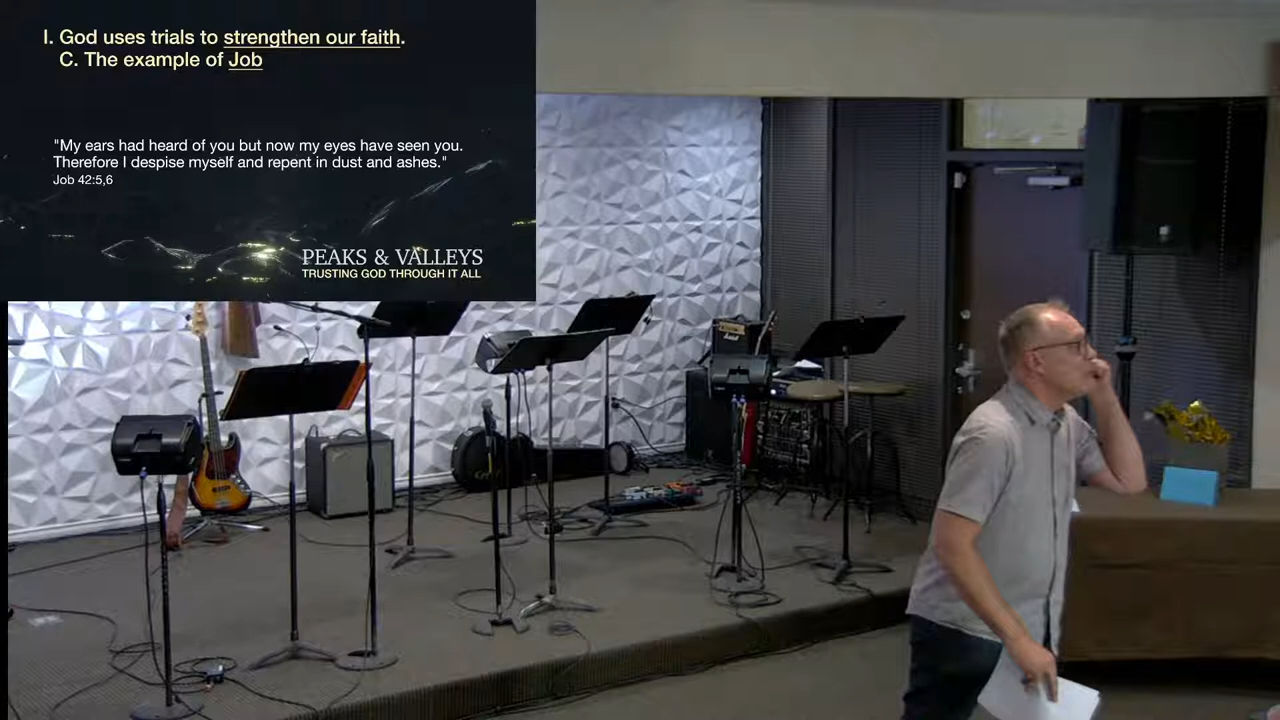 I. God uses trials to strengthen our faith.
C. The example of Job
"My ears had heard of you but now my eyes have seen you.
Therefore I despise myself and repent in dust and ashes."
Job 42:5,6
PEAKS & VALLEYS
TRUSTING GOD THROUGH IT ALL